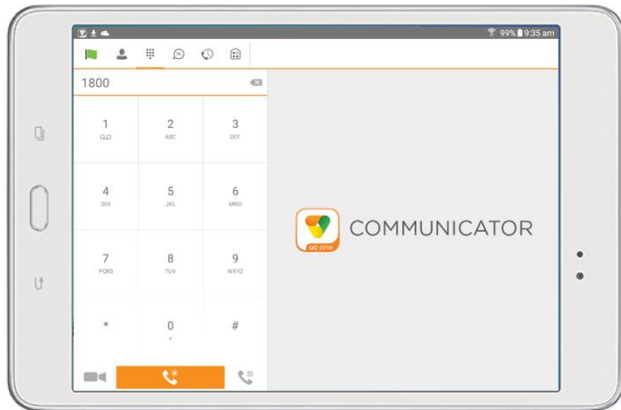 99% 9:35 am
1800
1 2 3
ABC DEF
4 5 6
GHI JKL MNO
7 8 9
PQRS TUV WXYZ
* 0 #
+
uc-one
COMMUNICATOR